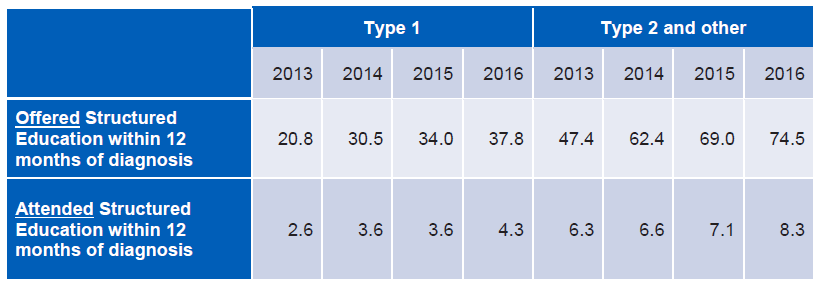 Type 1 Type 2 and other
2013 2014 2015 2016 2013 2014 2015 2016
Offered Structured
Education within 12
months of diagnosis
20.8 30.5 34.0 37.8 47.4 62.4 69.0 74.5
Attended Structured
Education within 12
months of diagnosis
2.6 3.6 3.6 4.3 6.3 6.6 7.1 8.3